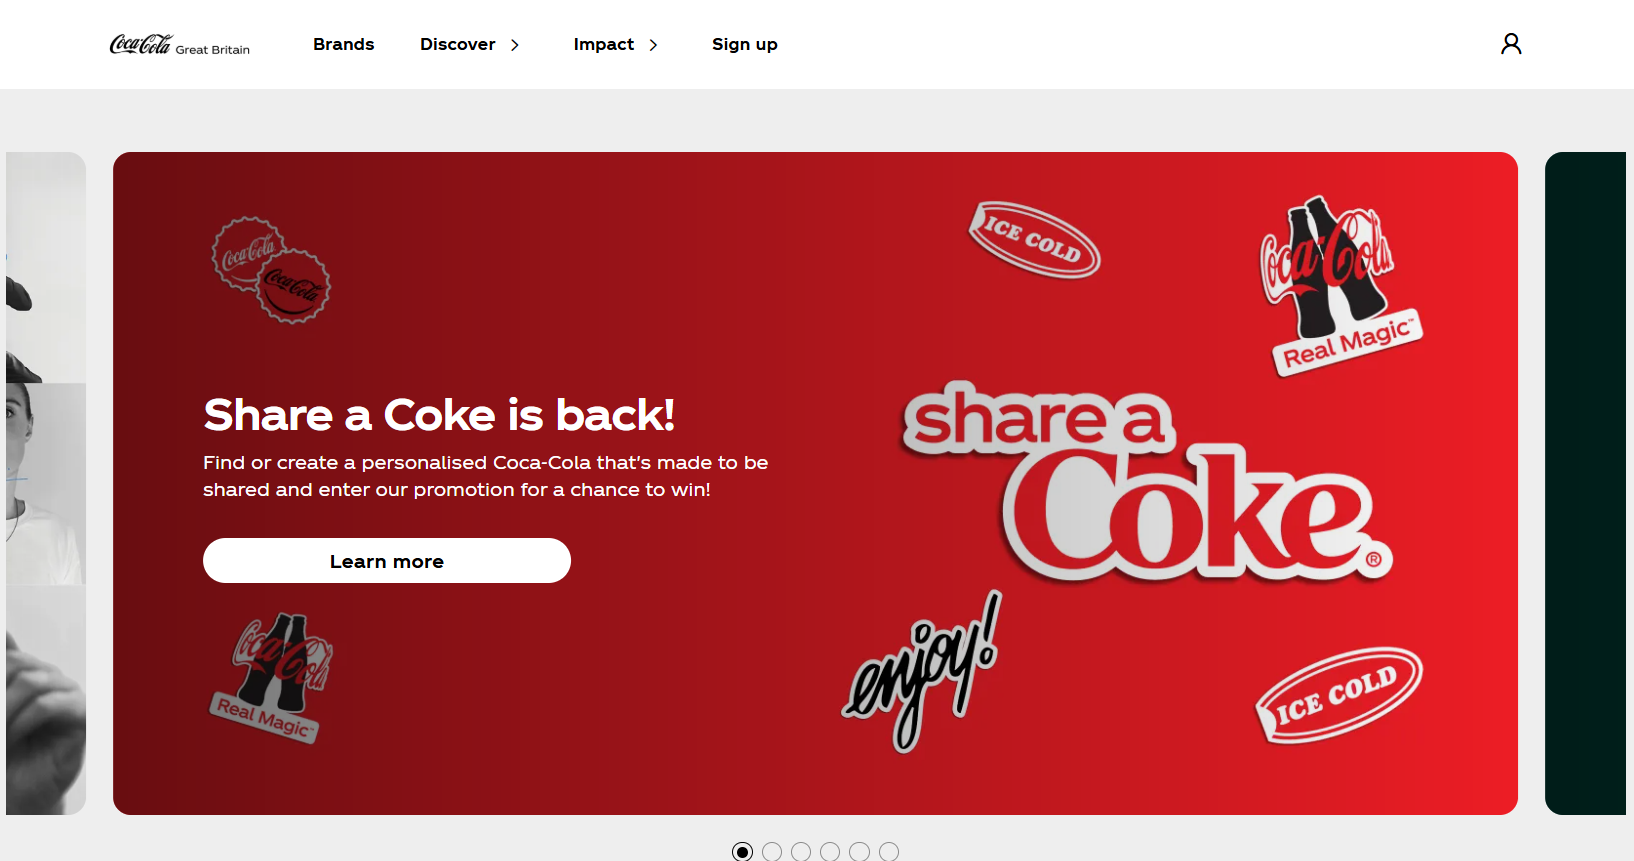 Coca-Cola Great Britain
Brands
Discover
Impact
Sign up
Coca-Cola
Coca-Cola
ICE COLD
Coca-Cola
Real Magic™
Share a Coke is back!
Find or create a personalised Coca-Cola that's made to be
shared and enter our promotion for a chance to win!
Learn more
share a
Coke®
Coca-Cola
Real Magic™
enjoy!
ICE COLD